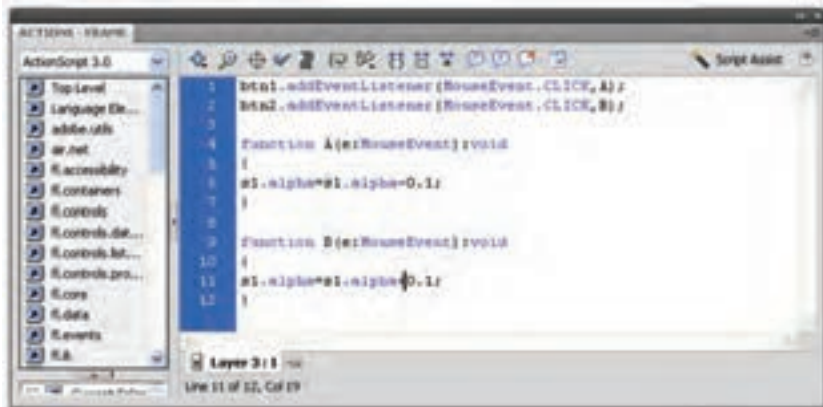 ACTIONS - FRAME
ActionScript 3.0
Script Assist
Top Level
Language Ele...
adobe.utils
air.net
fl.accessibility
fl.containers
fl.controls
fl.controls.dat...
fl.controls.list...
fl.controls.pro...
fl.core
fl.data
fl.events
fl.fl.
1 btn1.addEventListener(MouseEvent.CLICK,A);
2 btn2.addEventListener(MouseEvent.CLICK,B);
3
4 function A(e:MouseEvent):void
5 {
6 s1.alpha=s1.alpha-0.1;
7 }
8
9 function B(e:MouseEvent):void
10 {
11 s1.alpha=s1.alpha+0.1;
12 }
Layer 3 : 1
Line 11 of 12, Col 19